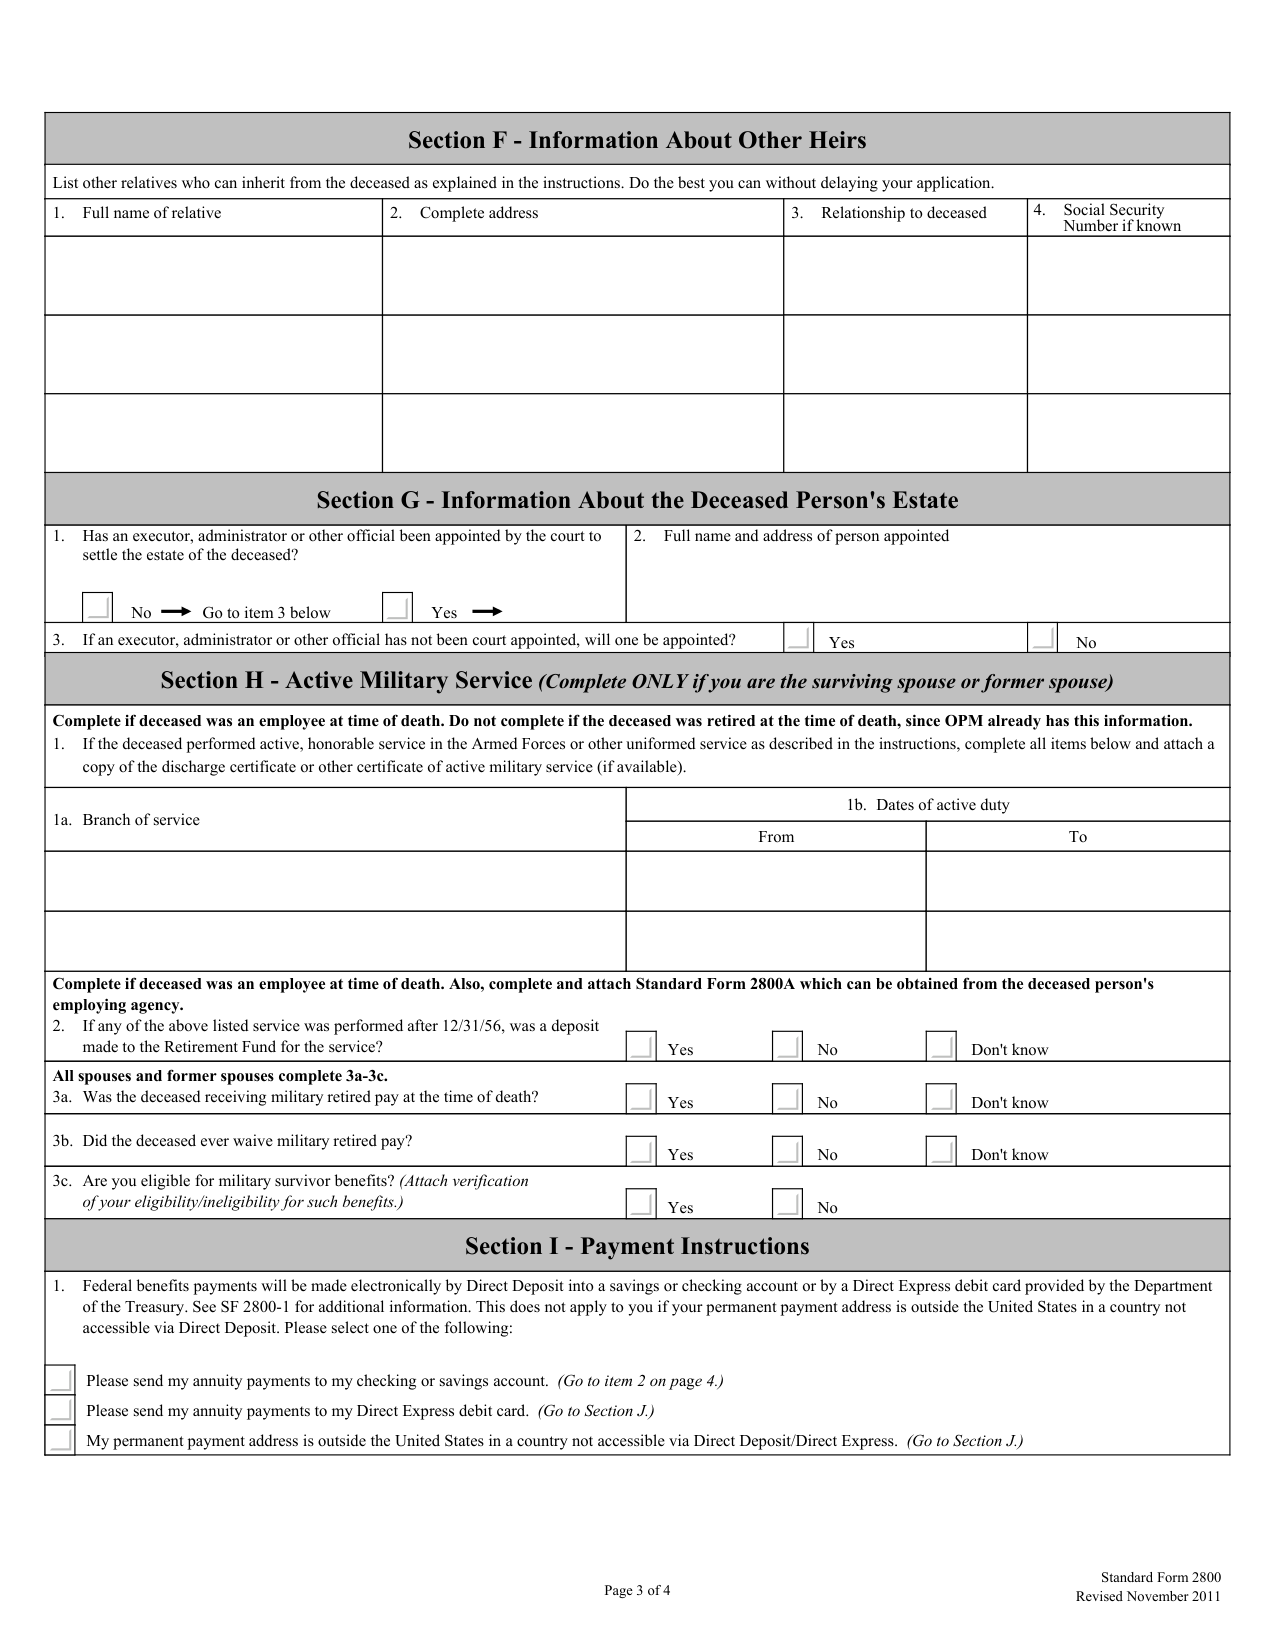 Section F - Information About Other Heirs
List other relatives who can inherit from the deceased as explained in the instructions. Do the best you can without delaying your application.
1. Full name of relative
2. Complete address
3. Relationship to deceased
4. Social Security
Number if known
Section G - Information About the Deceased Person's Estate
1. Has an executor, administrator or other official been appointed by the court to
settle the estate of the deceased?
No Go to item 3 below Yes
2. Full name and address of person appointed
3. If an executor, administrator or other official has not been court appointed, will one be appointed? Yes No
Section H - Active Military Service (Complete ONLY if you are the surviving spouse or former spouse)
Complete if deceased was an employee at time of death. Do not complete if the deceased was retired at the time of death, since OPM already has this information.
1. If the deceased performed active, honorable service in the Armed Forces or other uniformed service as described in the instructions, complete all items below and attach a
copy of the discharge certificate or other certificate of active military service (if available).
1a. Branch of service
1b. Dates of active duty
From To
Complete if deceased was an employee at time of death. Also, complete and attach Standard Form 2800A which can be obtained from the deceased person's
employing agency.
2. If any of the above listed service was performed after 12/31/56, was a deposit
made to the Retirement Fund for the service? Yes No Don't know
All spouses and former spouses complete 3a-3c.
3a. Was the deceased receiving military retired pay at the time of death? Yes No Don't know
3b. Did the deceased ever waive military retired pay? Yes No Don't know
3c. Are you eligible for military survivor benefits? (Attach verification
of your eligibility/ineligibility for such benefits.) Yes No
Section I - Payment Instructions
1. Federal benefits payments will be made electronically by Direct Deposit into a savings or checking account or by a Direct Express debit card provided by the Department
of the Treasury. See SF 2800-1 for additional information. This does not apply to you if your permanent payment address is outside the United States in a country not
accessible via Direct Deposit. Please select one of the following:
Please send my annuity payments to my checking or savings account. (Go to item 2 on page 4.)
Please send my annuity payments to my Direct Express debit card. (Go to Section J.)
My permanent payment address is outside the United States in a country not accessible via Direct Deposit/Direct Express. (Go to Section J.)
Page 3 of 4
Standard Form 2800
Revised November 2011